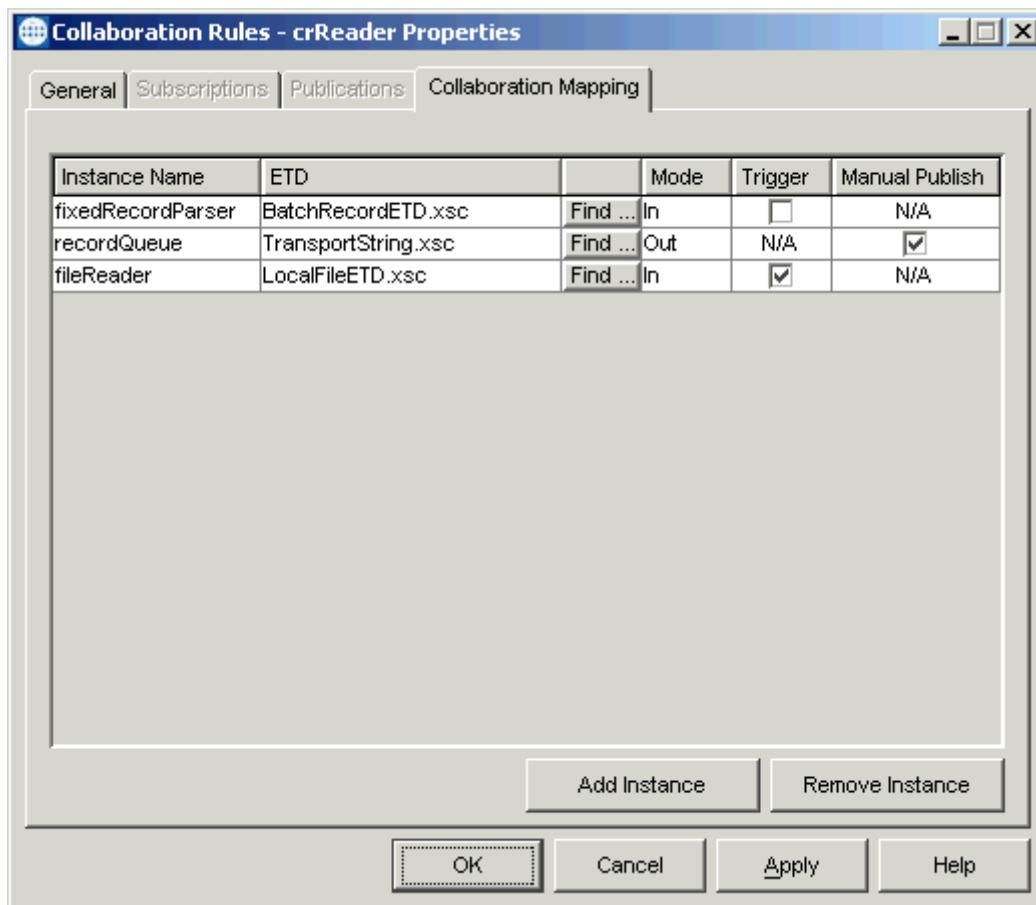 Collaboration Rules - crReader Properties
General Subscriptions Publications Collaboration Mapping
Instance Name ETD Mode Trigger Manual Publish
fixedRecordParser BatchRecordETD.xsc Find ... In N/A
recordQueue TransportString.xsc Find ... Out N/A
fileReader LocalFileETD.xsc Find ... In N/A
Add Instance Remove Instance
OK Cancel Apply Help